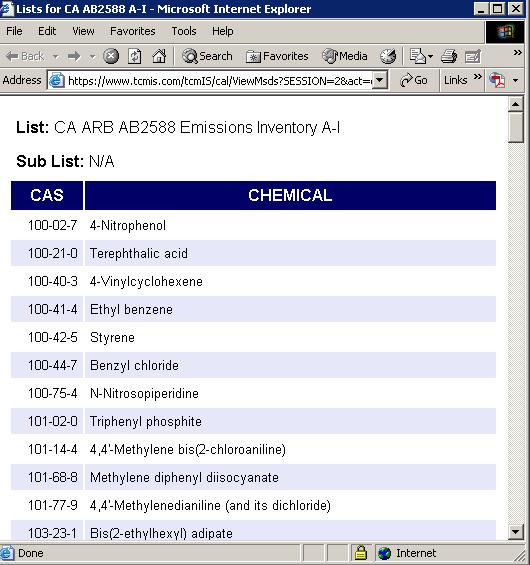 Lists for CA AB2588 A-I - Microsoft Internet Explorer
File Edit View Favorites Tools Help
Back Search Favorites Media »
Address https://www.tcmis.com/tcmIS/cal/ViewMsds?SESSION=2&act= Go Links »
List: CA ARB AB2588 Emissions Inventory A-I
Sub List: N/A
CAS CHEMICAL
100-02-7 4-Nitrophenol
100-21-0 Terephthalic acid
100-40-3 4-Vinylcyclohexene
100-41-4 Ethyl benzene
100-42-5 Styrene
100-44-7 Benzyl chloride
100-75-4 N-Nitrosopiperidine
101-02-0 Triphenyl phosphite
101-14-4 4,4'-Methylene bis(2-chloroaniline)
101-68-8 Methylene diphenyl diisocyanate
101-77-9 4,4'-Methylenedianiline (and its dichloride)
103-23-1 Bis(2-ethylhexyl) adipate
Done Internet